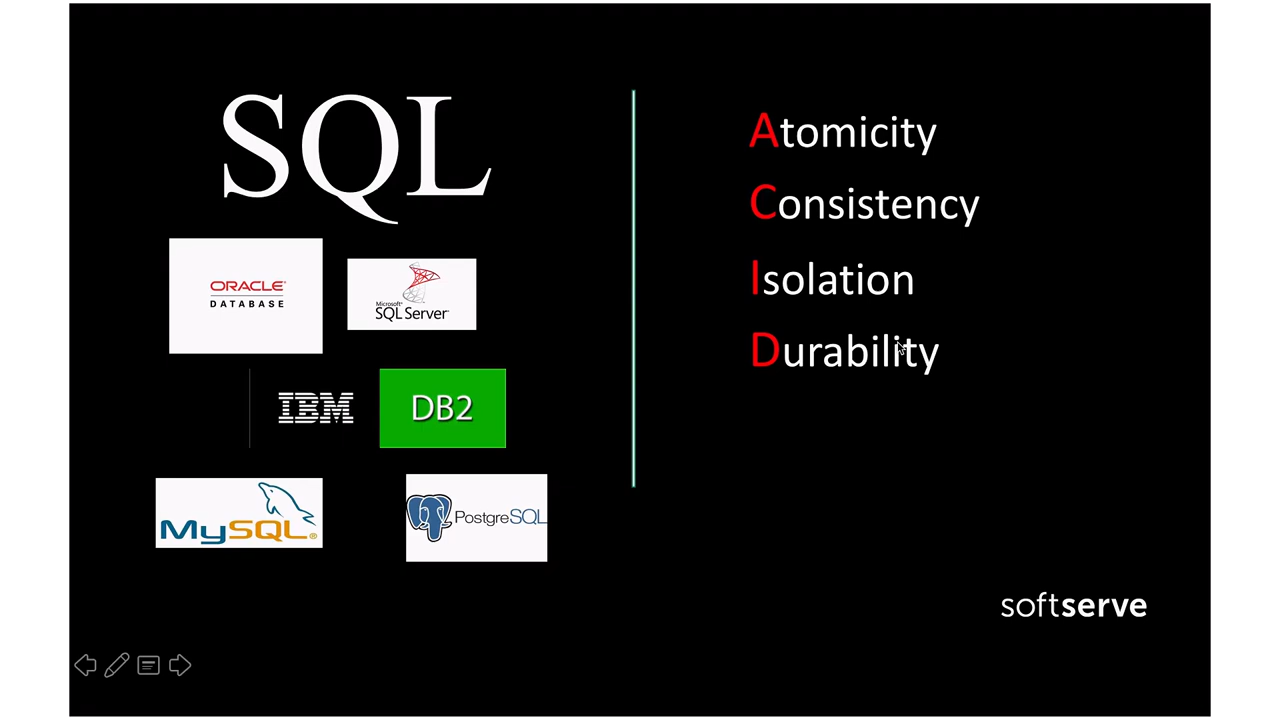 SQL
ORACLE
DATABASE
Microsoft
SQL Server
IBM
DB2
MySQL
PostgreSQL
Atomicity
Consistency
Isolation
Durability
softserve